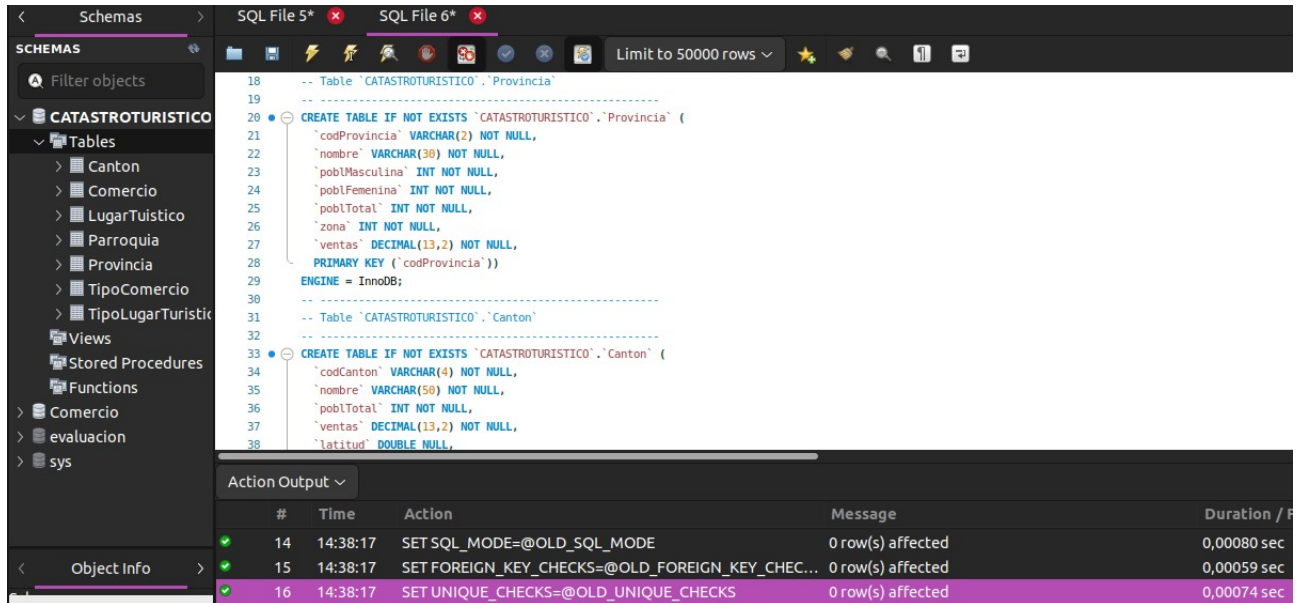 Schemas
SQL File 5*
SQL File 6*
SCHEMAS
Filter objects
Limit to 50000 rows
CATASTROTURISTICO
Tables
Canton
Comercio
LugarTuistico
Parroquia
Provincia
TipoComercio
TipoLugarTuristic
Views
Stored Procedures
Functions
Comercio
evaluacion
sys
Object Info
18 -- Table `CATASTROTURISTICO`.`Provincia`
19 -- -----------------------------------------------------
20 CREATE TABLE IF NOT EXISTS `CATASTROTURISTICO`.`Provincia` (
21 `codProvincia` VARCHAR(2) NOT NULL,
22 `nombre` VARCHAR(30) NOT NULL,
23 `poblMasculina` INT NOT NULL,
24 `poblFemenina` INT NOT NULL,
25 `poblTotal` INT NOT NULL,
26 `zona` INT NOT NULL,
27 `ventas` DECIMAL(13,2) NOT NULL,
28 PRIMARY KEY (`codProvincia`))
29 ENGINE = InnoDB;
30 -- -----------------------------------------------------
31 -- Table `CATASTROTURISTICO`.`Canton`
32 -- -----------------------------------------------------
33 CREATE TABLE IF NOT EXISTS `CATASTROTURISTICO`.`Canton` (
34 `codCanton` VARCHAR(4) NOT NULL,
35 `nombre` VARCHAR(50) NOT NULL,
36 `poblTotal` INT NOT NULL,
37 `ventas` DECIMAL(13,2) NOT NULL,
38 `latitud` DOUBLE NULL,
Action Output
# Time Action Message Duration / F
14 14:38:17 SET SQL_MODE=@OLD_SQL_MODE 0 row(s) affected 0,00080 sec
15 14:38:17 SET FOREIGN_KEY_CHECKS=@OLD_FOREIGN_KEY_CHEC... 0 row(s) affected 0,00059 sec
16 14:38:17 SET UNIQUE_CHECKS=@OLD_UNIQUE_CHECKS 0 row(s) affected 0,00074 sec